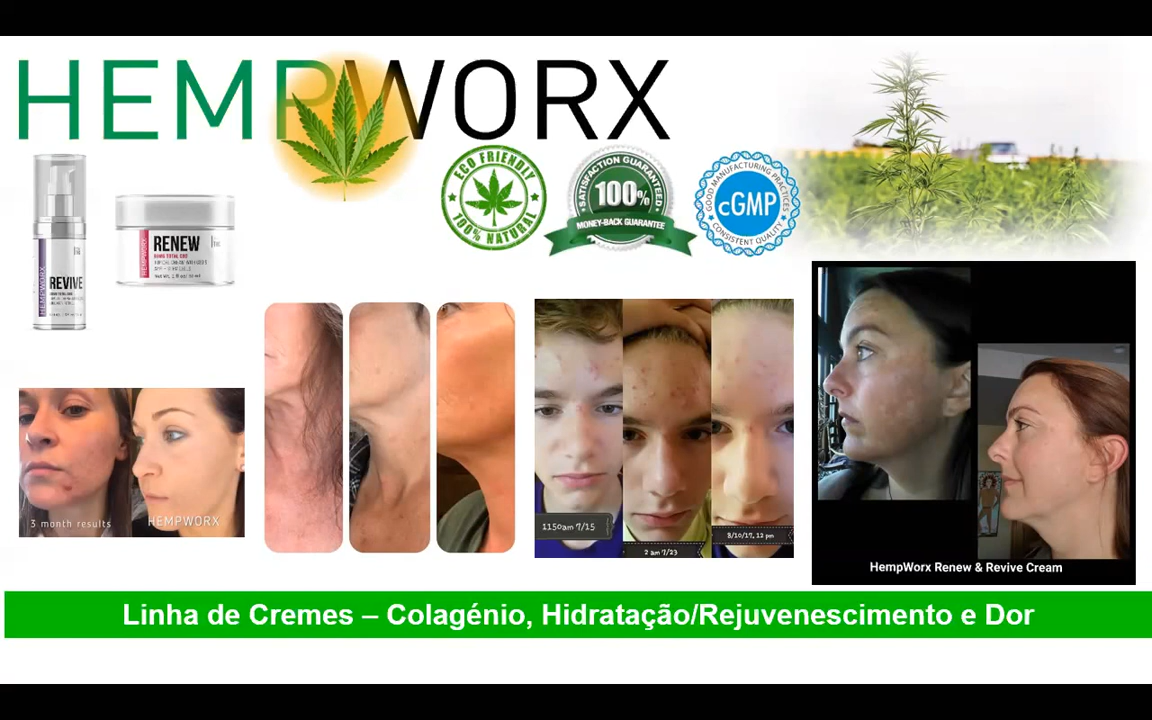 HEMPWORX
ECO FRIENDLY
100% NATURAL
SATISFACTION GUARANTEED
100%
MONEY-BACK GUARANTEE
GOOD MANUFACTURING PRACTICES
cGMP
CONSISTENT QUALITY
HEMPWORX
REVIVE
HEMPWORX
RENEW
3 month results
HEMPWORX
1150am 7/15
2 am 7/23
8/10/17, 12 pm
HempWorx Renew & Revive Cream
Linha de Cremes – Colagénio, Hidratação/Rejuvenescimento e Dor